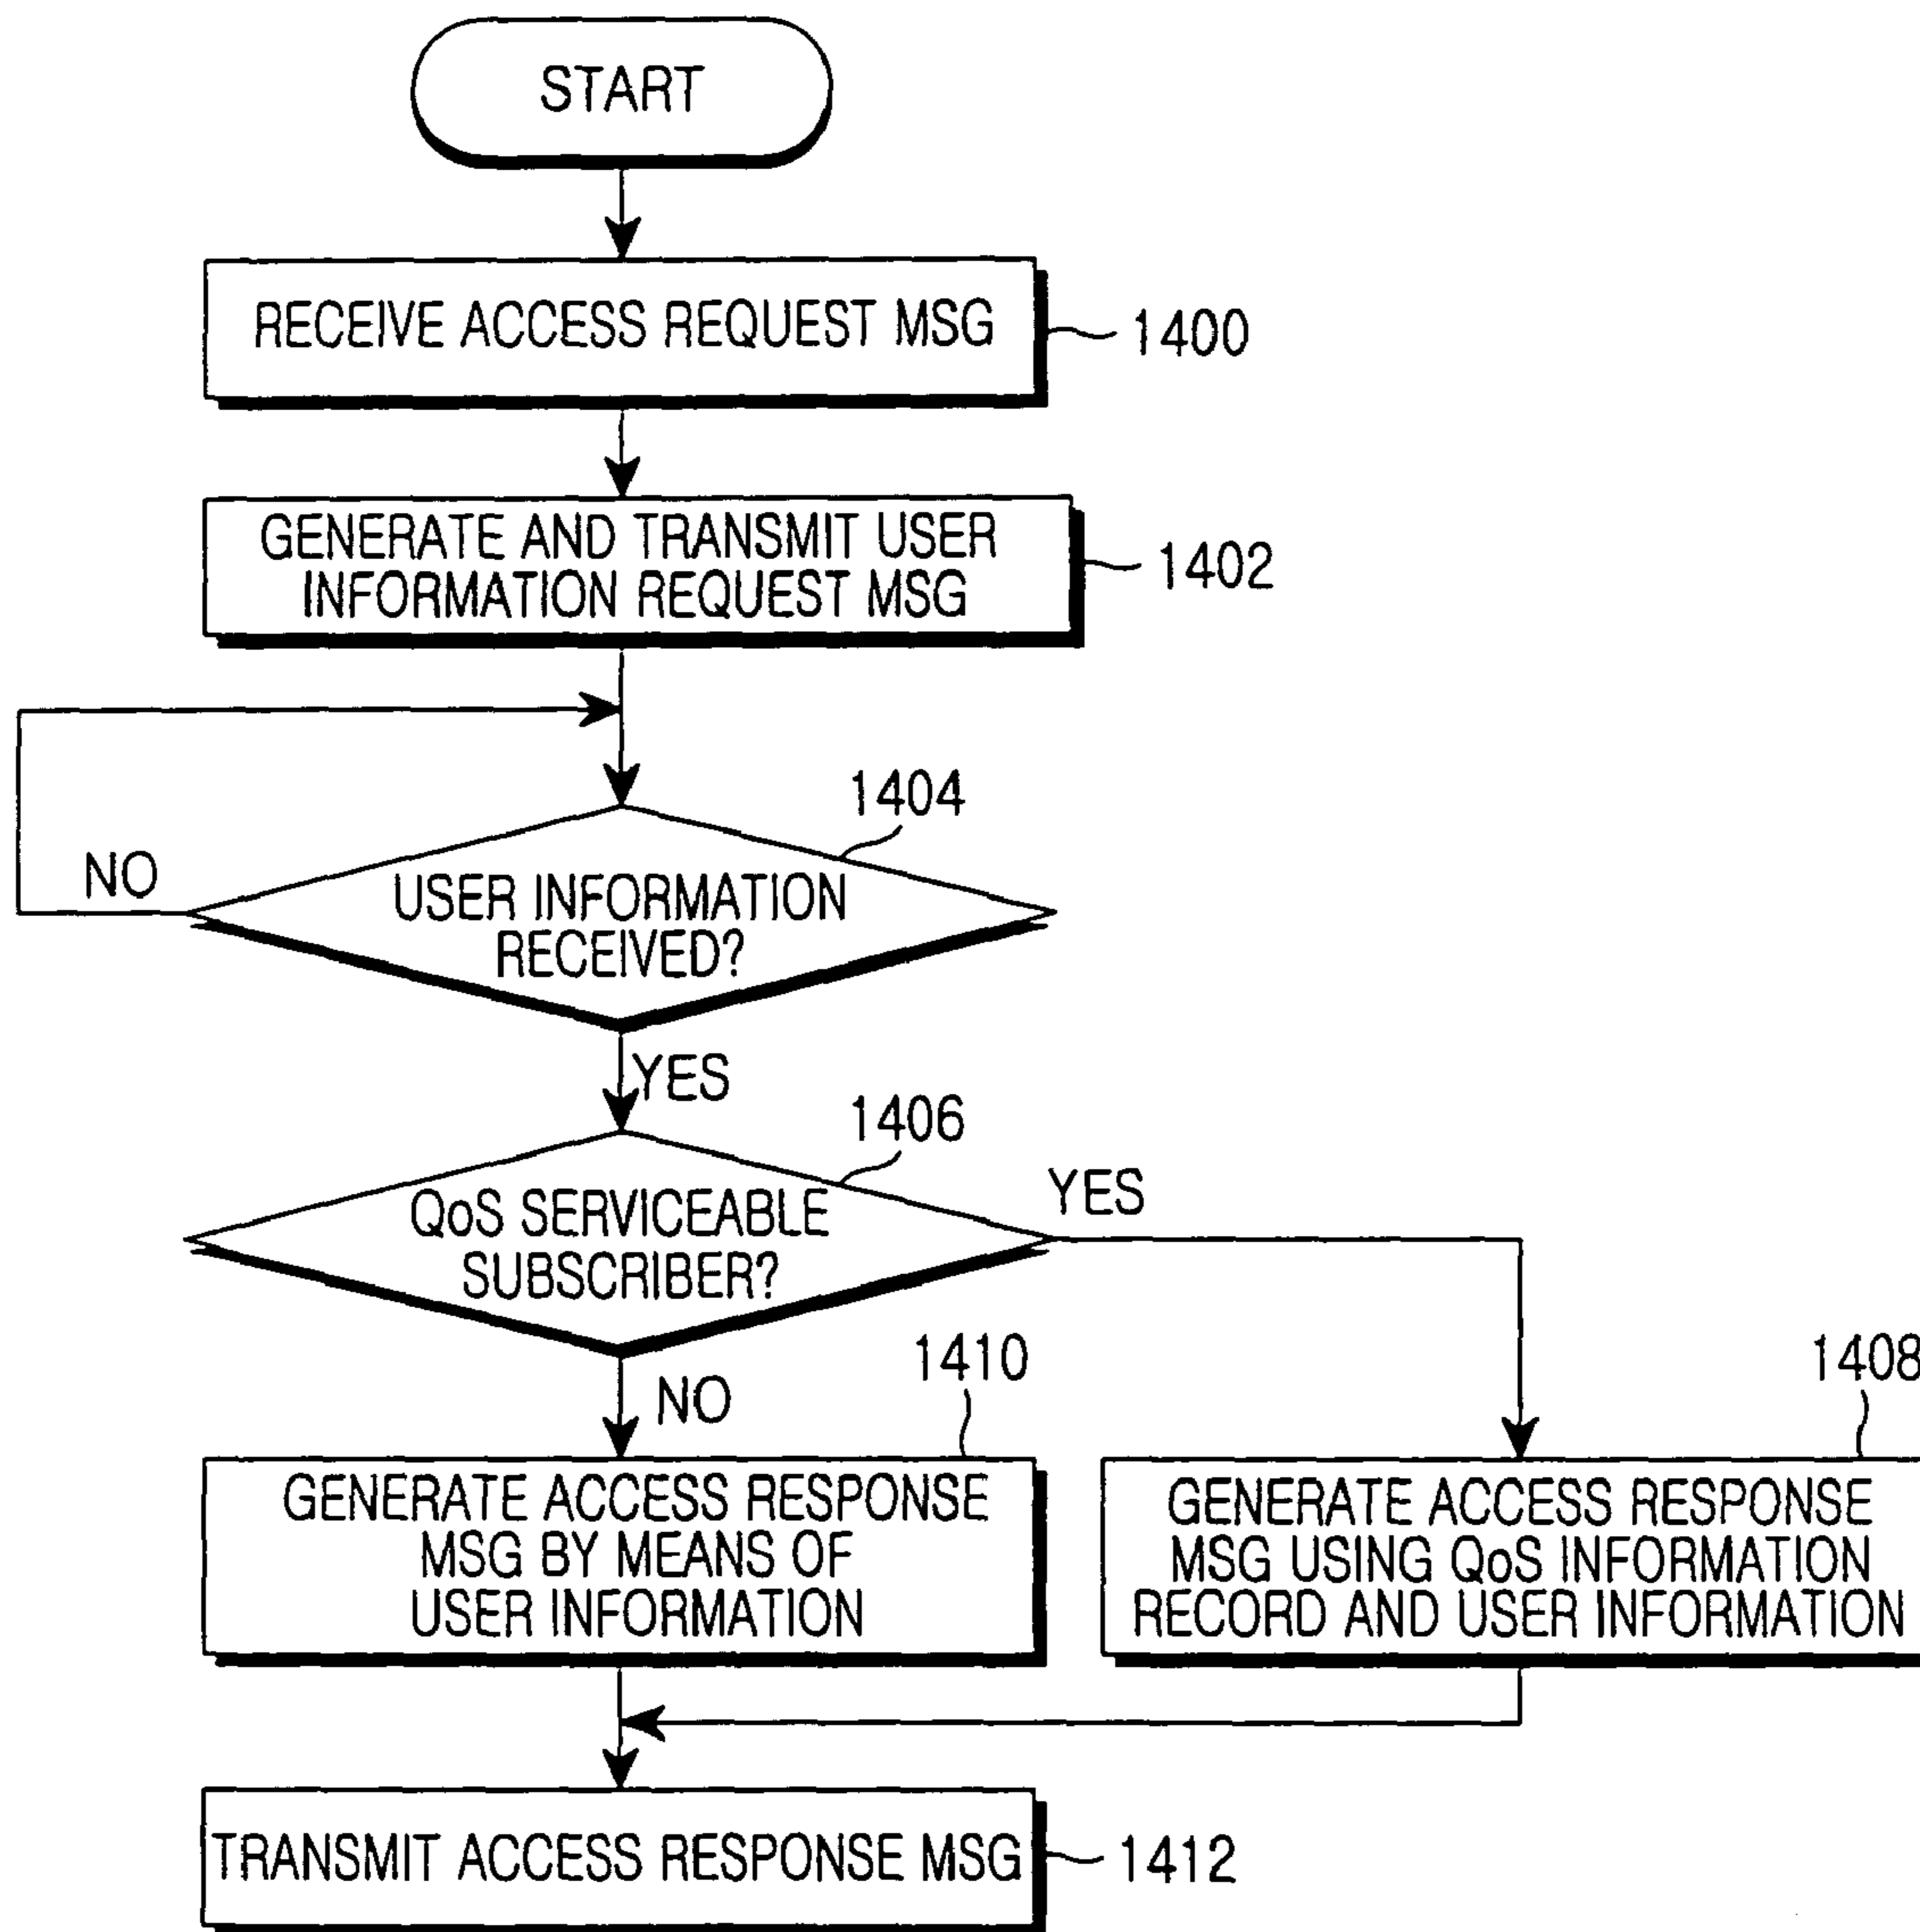 START
RECEIVE ACCESS REQUEST MSG
1400
GENERATE AND TRANSMIT USER
INFORMATION REQUEST MSG
1402
1404
NO
USER INFORMATION
RECEIVED?
YES
1406
YES
QoS SERVICEABLE
SUBSCRIBER?
NO
1410
1408
GENERATE ACCESS RESPONSE
MSG BY MEANS OF
USER INFORMATION
GENERATE ACCESS RESPONSE
MSG USING QoS INFORMATION
RECORD AND USER INFORMATION
TRANSMIT ACCESS RESPONSE MSG
1412